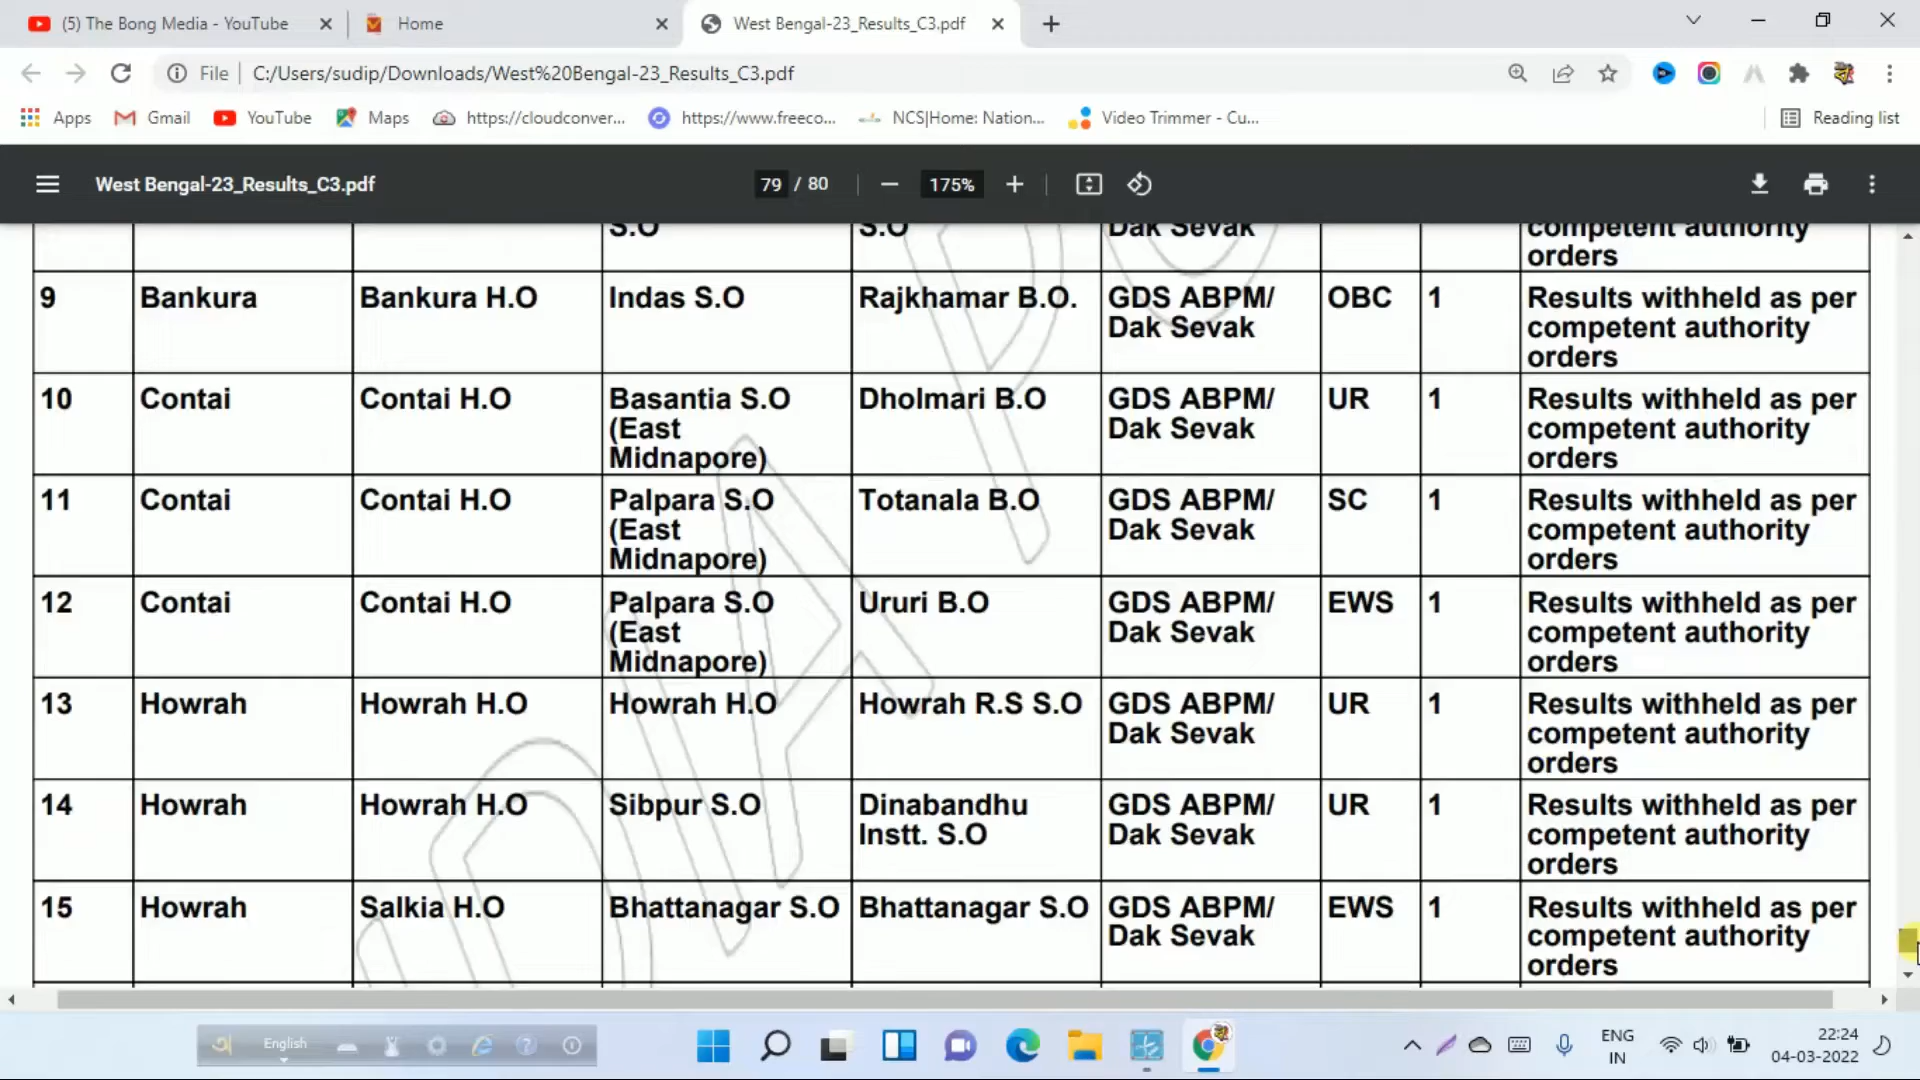 (5) The Bong Media - YouTube
Home
West Bengal-23_Results_C3.pdf
File
C:/Users/sudip/Downloads/West%20Bengal-23_Results_C3.pdf
Apps
Gmail
YouTube
Maps
https://cloudconver...
https://www.freeco...
NCS|Home: Nation...
Video Trimmer - Cu...
Reading list
West Bengal-23_Results_C3.pdf
79 / 80
175%
S.O S.O Dak Sevak competent authority
orders
9 Bankura Bankura H.O Indas S.O Rajkhamar B.O. GDS ABPM/ OBC 1 Results withheld as per
Dak Sevak competent authority
orders
10 Contai Contai H.O Basantia S.O Dholmari B.O GDS ABPM/ UR 1 Results withheld as per
(East Dak Sevak competent authority
Midnapore) orders
11 Contai Contai H.O Palpara S.O Totanala B.O GDS ABPM/ SC 1 Results withheld as per
(East Dak Sevak competent authority
Midnapore) orders
12 Contai Contai H.O Palpara S.O Ururi B.O GDS ABPM/ EWS 1 Results withheld as per
(East Dak Sevak competent authority
Midnapore) orders
13 Howrah Howrah H.O Howrah H.O Howrah R.S S.O GDS ABPM/ UR 1 Results withheld as per
Dak Sevak competent authority
orders
14 Howrah Howrah H.O Sibpur S.O Dinabandhu GDS ABPM/ UR 1 Results withheld as per
Instt. S.O Dak Sevak competent authority
orders
15 Howrah Salkia H.O Bhattanagar S.O Bhattanagar S.O GDS ABPM/ EWS 1 Results withheld as per
Dak Sevak competent authority
orders
English
ENG
IN
22:24
04-03-2022